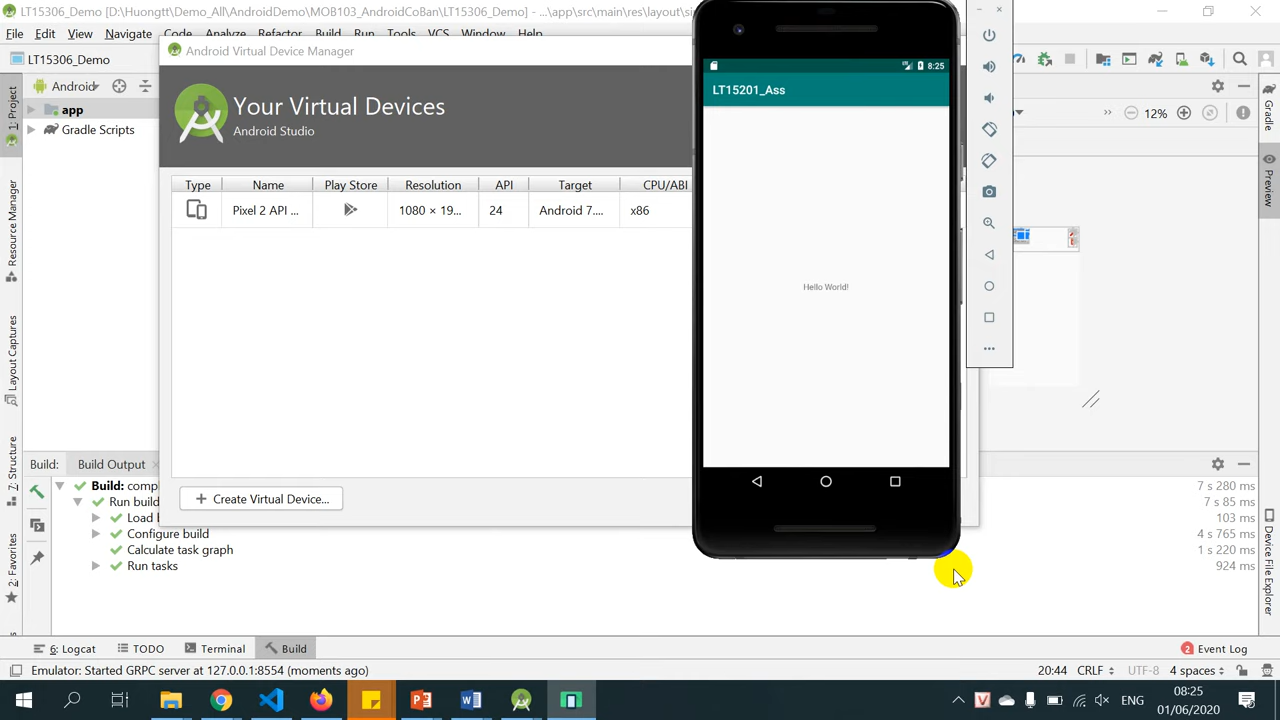 LT15306_Demo [D:\Huongtt\Demo_All\AndroidDemo\MOB103_AndroidCoBan\LT15306_Demo] - ...\app\src\main\res\layout\si
File Edit View Navigate Code Analyze Refactor Build Run Tools VCS Window Help
Android Virtual Device Manager
LT15306_Demo
Android
12%
app
Gradle Scripts
Your Virtual Devices
Android Studio
Type Name Play Store Resolution API Target CPU/ABI
Pixel 2 API ... 1080 × 19... 24 Android 7.... x86
+ Create Virtual Device...
8:25
LT15201_Ass
Hello World!
1: Project
Resource Manager
Layout Captures
Z: Structure
2: Favorites
Gradle
Preview
Device File Explorer
Build: Build Output
Build: comp 7 s 280 ms
Run build 7 s 85 ms
Load b 103 ms
Configure build 4 s 765 ms
Calculate task graph 1 s 220 ms
Run tasks 924 ms
6: Logcat TODO Terminal Build 2 Event Log
Emulator: Started GRPC server at 127.0.0.1:8554 (moments ago) 20:44 CRLF UTF-8 4 spaces
ENG
08:25
01/06/2020